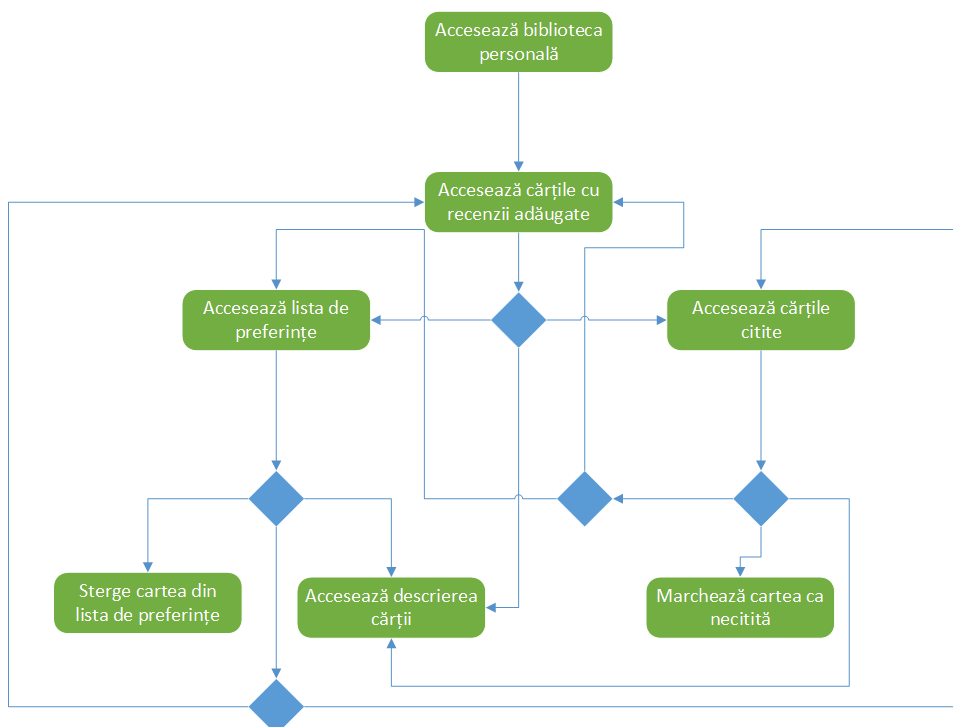 Accesează biblioteca
personală
Accesează cărțile cu
recenzii adăugate
Accesează lista de
preferințe
Accesează cărțile
citite
Sterge cartea din
lista de preferințe
Accesează descrierea
cărții
Marchează cartea ca
necitită